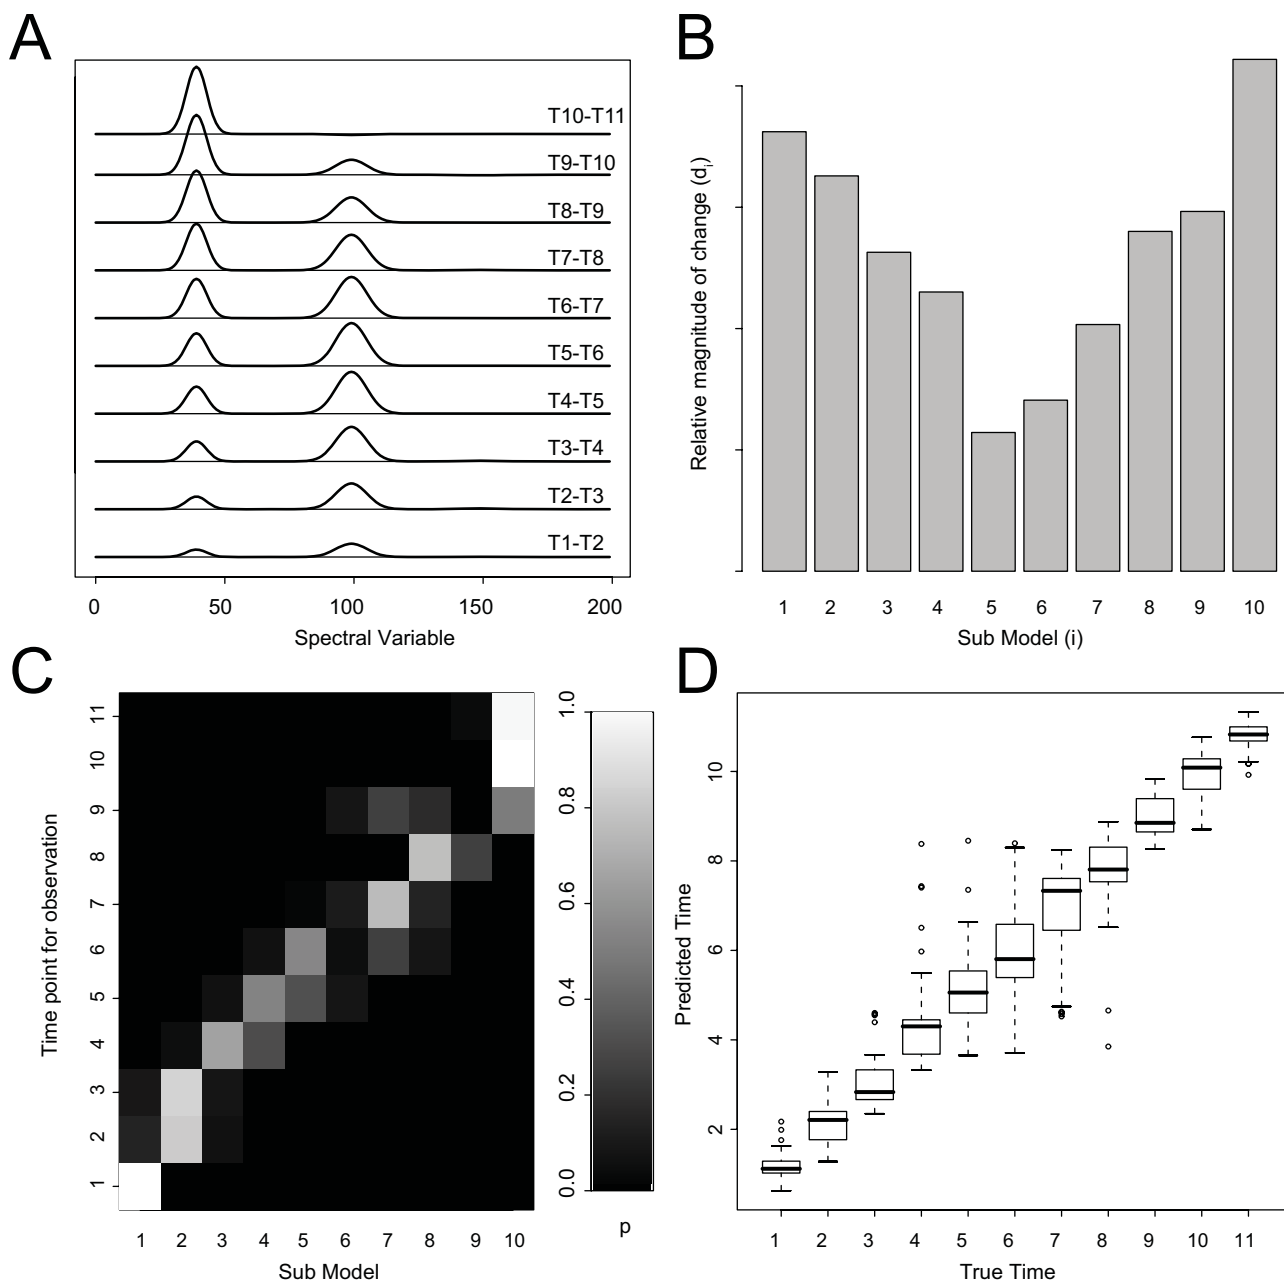 A
T10-T11
T9-T10
T8-T9
T7-T8
T6-T7
T5-T6
T4-T5
T3-T4
T2-T3
T1-T2
0 50 100 150 200
Spectral Variable
B
Relative magnitude of change (di)
1 2 3 4 5 6 7 8 9 10
Sub Model (i)
C
Time point for observation
11
10
9
8
7
6
5
4
3
2
1
1 2 3 4 5 6 7 8 9 10
Sub Model
1.0
0.8
0.6
0.4
0.2
0.0
p
D
Predicted Time
10
8
6
4
2
1 2 3 4 5 6 7 8 9 10 11
True Time